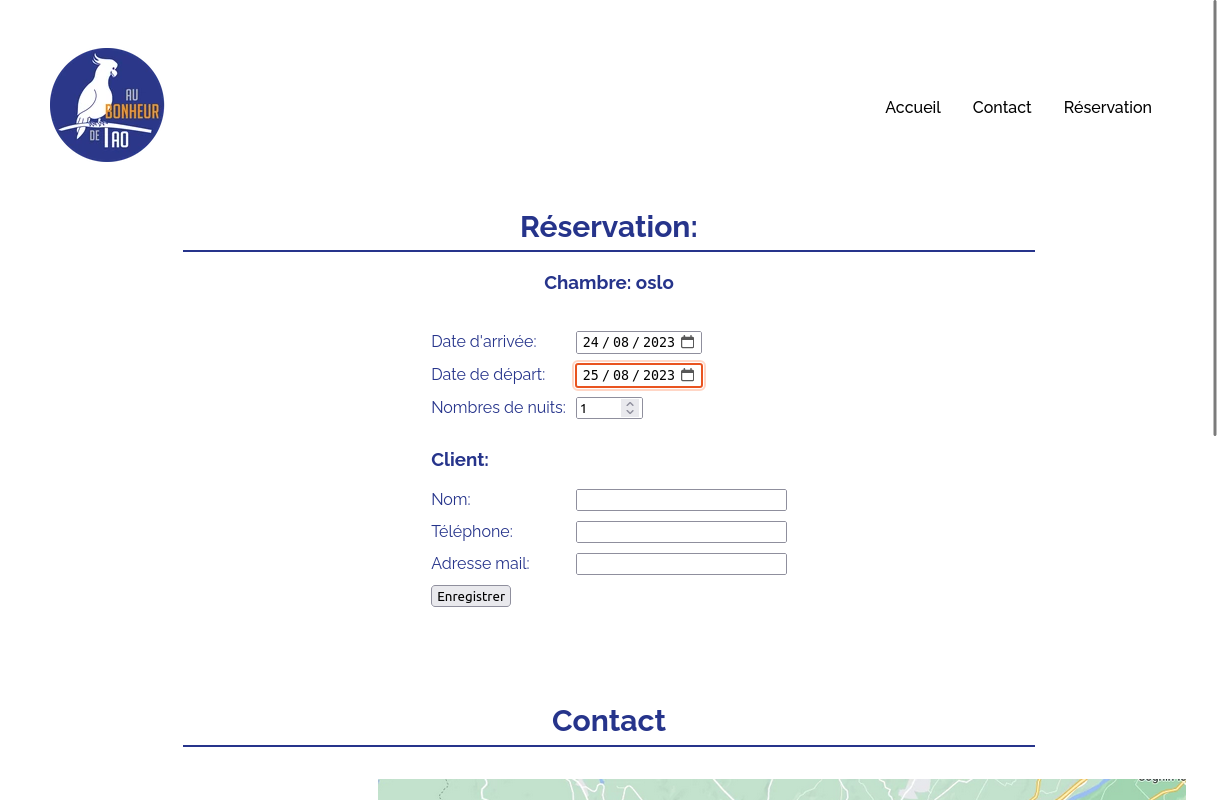 AU
BONHEUR
DE TAO
Accueil Contact Réservation
Réservation:
Chambre: oslo
Date d'arrivée: 24 / 08 / 2023
Date de départ: 25 / 08 / 2023
Nombres de nuits: 1
Client:
Nom:
Téléphone:
Adresse mail:
Enregistrer
Contact